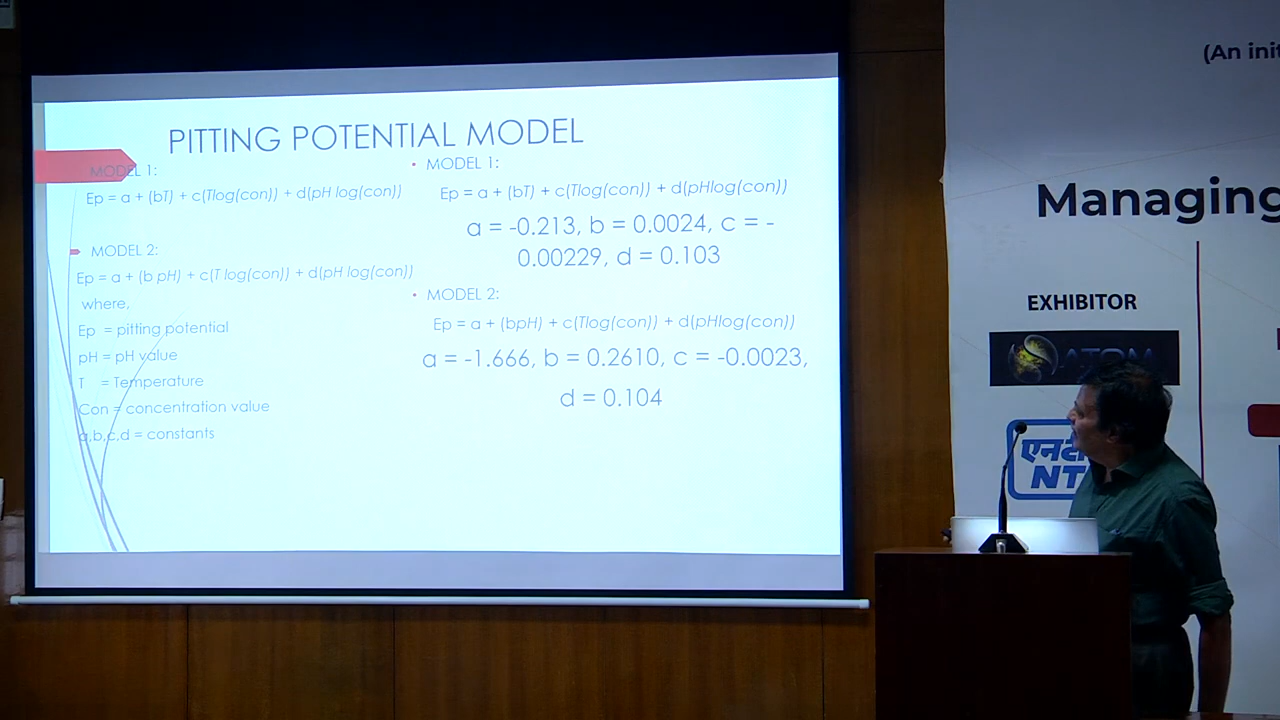 PITTING POTENTIAL MODEL
MODEL 1:
Ep = a + (bT) + c(Tlog(con)) + d(pH log(con))
MODEL 2:
Ep = a + (b pH) + c(T log(con)) + d(pH log(con))
where,
Ep = pitting potential
pH = pH value
T = Temperature
Con = concentration value
a,b,c,d = constants
• MODEL 1:
Ep = a + (bT) + c(Tlog(con)) + d(pHlog(con))
a = -0.213, b = 0.0024, c = -
0.00229, d = 0.103
• MODEL 2:
Ep = a + (bpH) + c(Tlog(con)) + d(pHlog(con))
a = -1.666, b = 0.2610, c = -0.0023,
d = 0.104
(An init
Managing
EXHIBITOR
ATOM
एनटी
NT